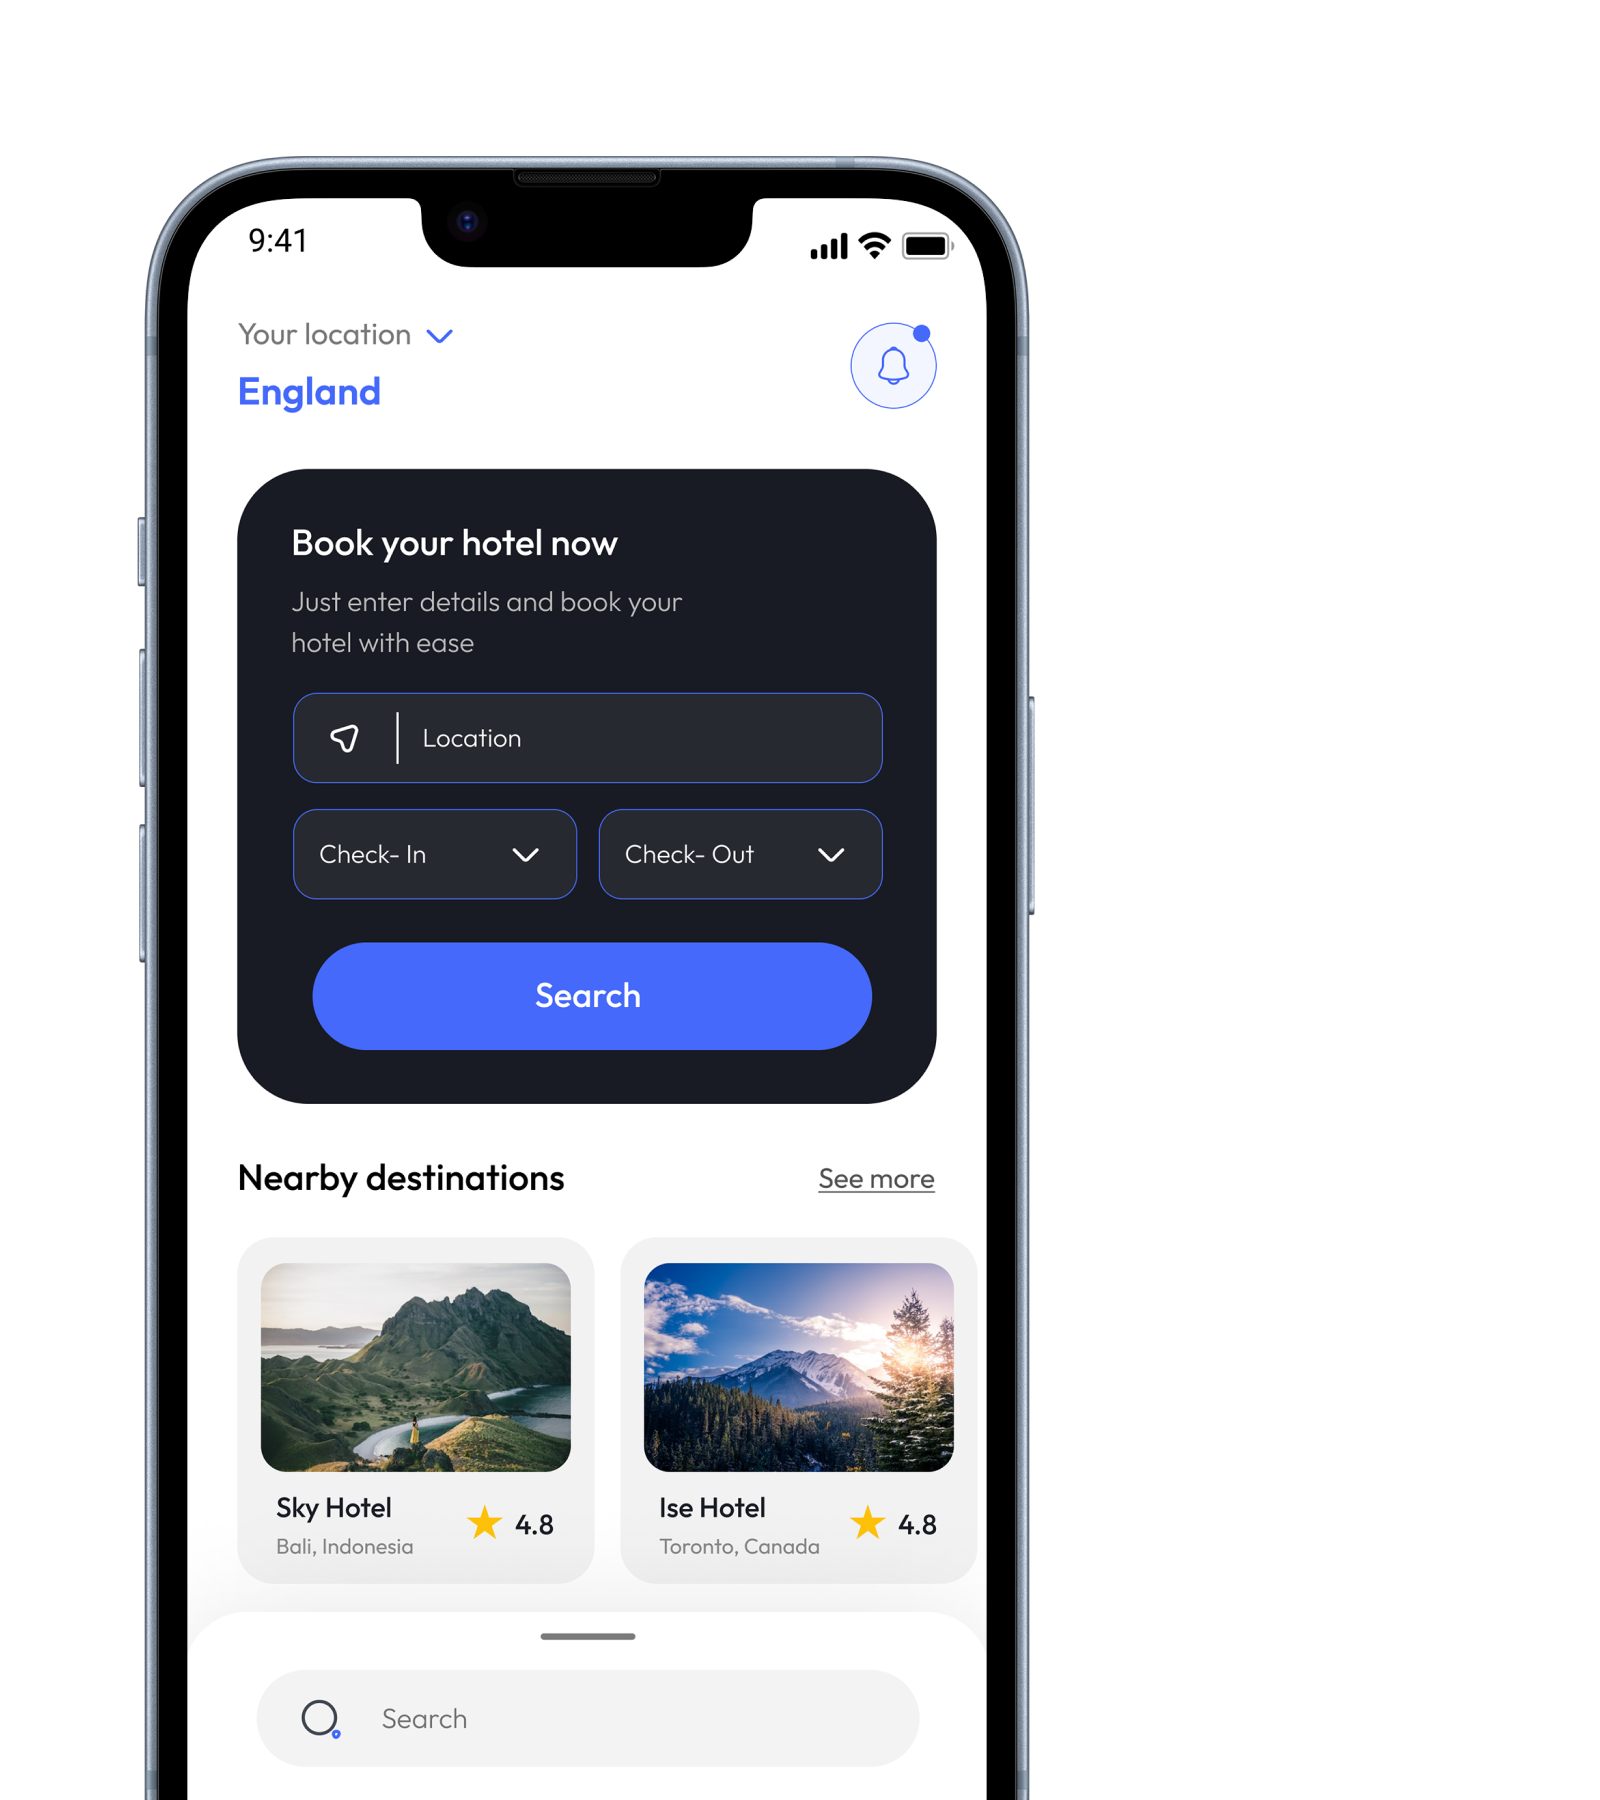 9:41
Your location
England
Book your hotel now
Just enter details and book your
hotel with ease
Location
Check- In
Check- Out
Search
Nearby destinations
See more
Sky Hotel
4.8
Bali, Indonesia
Ise Hotel
4.8
Toronto, Canada
Search